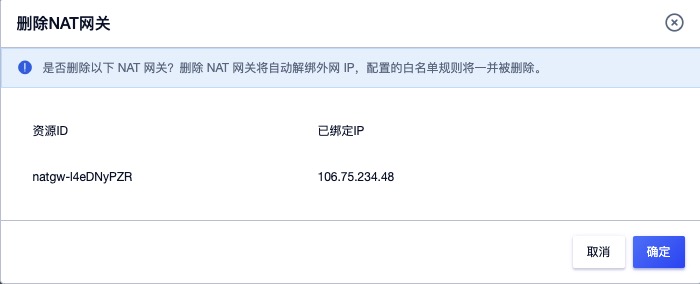 删除NAT网关
是否删除以下 NAT 网关？删除 NAT 网关将自动解绑外网 IP，配置的白名单规则将一并被删除。
资源ID 已绑定IP
natgw-l4eDNyPZR 106.75.234.48
取消 确定